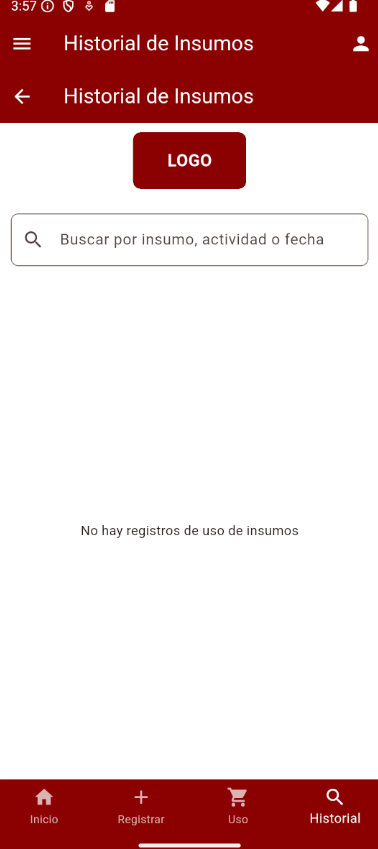 3:57
Historial de Insumos
Historial de Insumos
LOGO
Buscar por insumo, actividad o fecha
No hay registros de uso de insumos
Inicio
Registrar
Uso
Historial